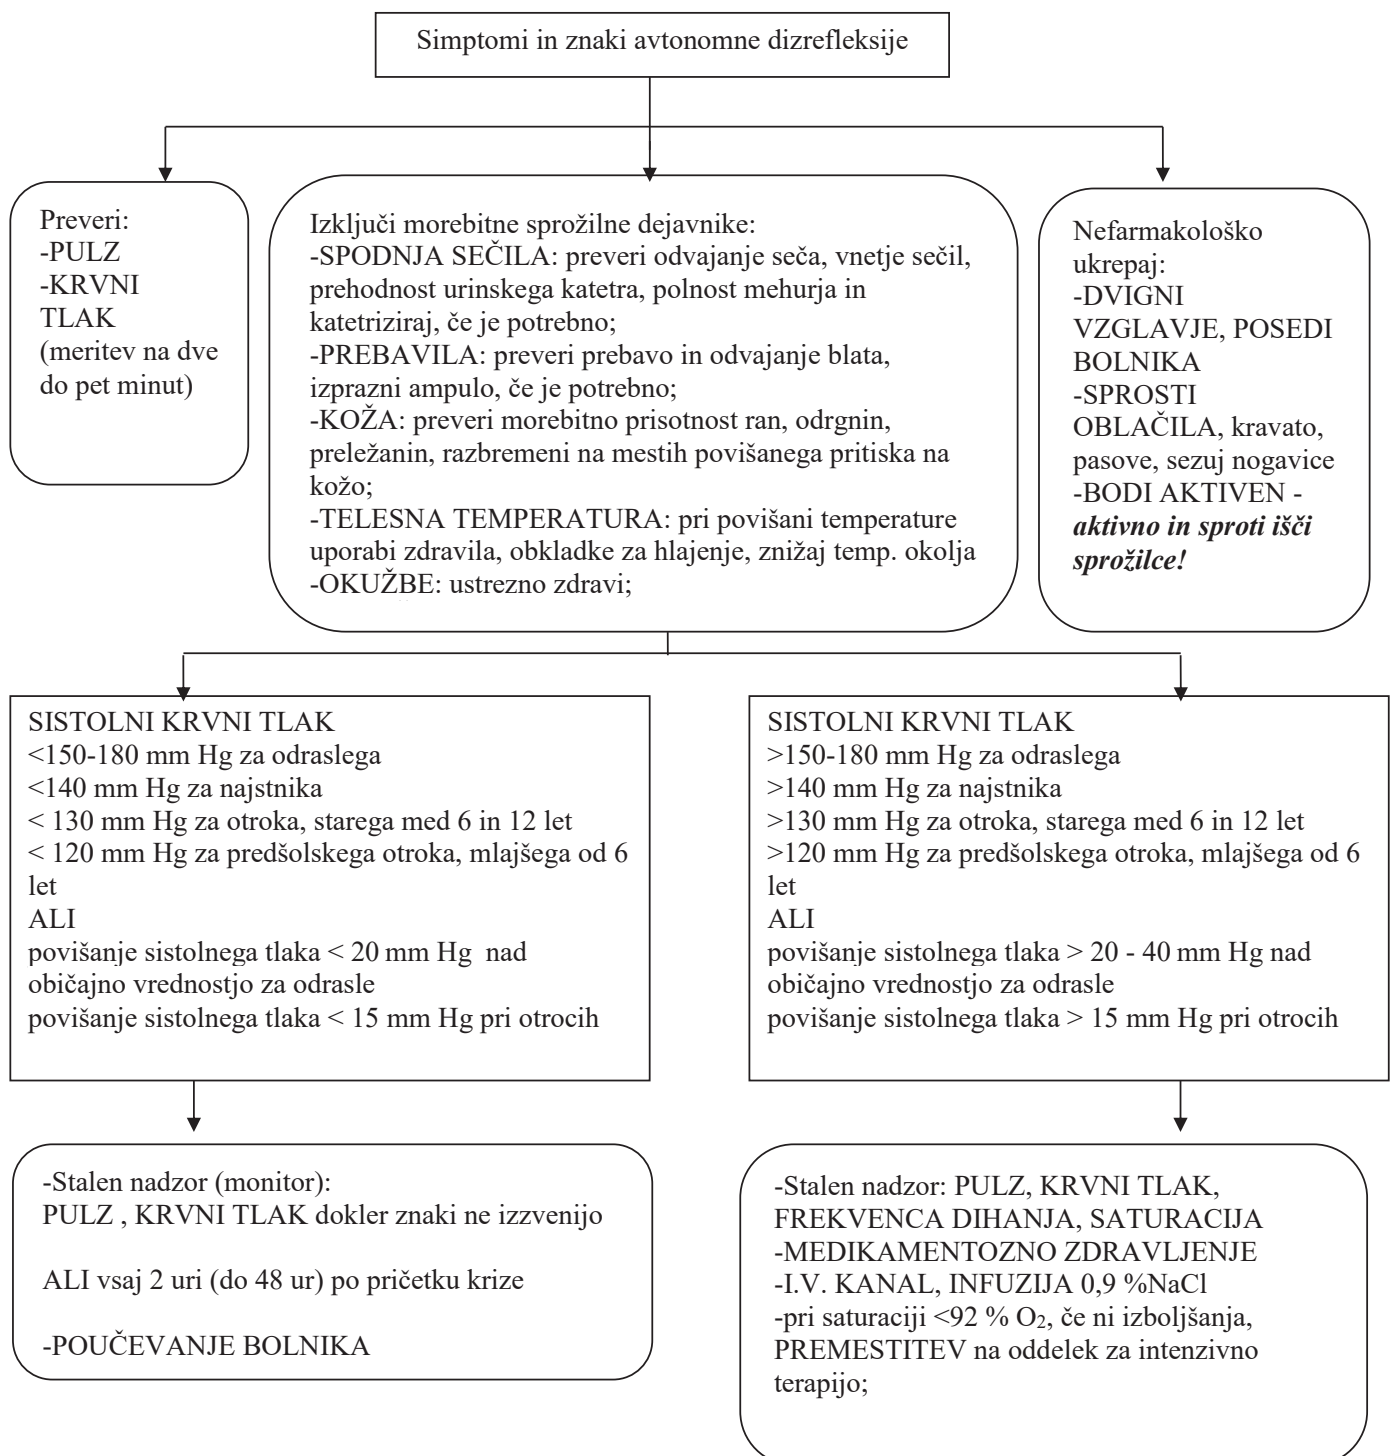 Simptomi in znaki avtonomne dizrefleksije
Preveri:
-PULZ
-KRVNI
TLAK
(meritev na dve
do pet minut)
Izključi morebitne sprožilne dejavnike:
-SPODNJA SEČILA: preveri odvajanje seča, vnetje sečil,
prehodnost urinskega katetra, polnost mehurja in
katetriziraj, če je potrebno;
-PREBAVILA: preveri prebavo in odvajanje blata,
izprazni ampulo, če je potrebno;
-KOŽA: preveri morebitno prisotnost ran, odrgnin,
preležanin, razbremeni na mestih povišanega pritiska na
kožo;
-TELESNA TEMPERATURA: pri povišani temperature
uporabi zdravila, obkladke za hlajenje, znižaj temp. okolja
-OKUŽBE: ustrezno zdravi;
Nefarmakološko
ukrepaj:
-DVIGNI
VZGLAVJE, POSEDI
BOLNIKA
-SPROSTI
OBLAČILA, kravato,
pasove, sezuj nogavice
-BODI AKTIVEN -
aktivno in sproti išči
sprožilce!
SISTOLNI KRVNI TLAK
<150-180 mm Hg za odraslega
<140 mm Hg za najstnika
< 130 mm Hg za otroka, starega med 6 in 12 let
< 120 mm Hg za predšolskega otroka, mlajšega od 6
let
ALI
povišanje sistolnega tlaka < 20 mm Hg nad
običajno vrednostjo za odrasle
povišanje sistolnega tlaka < 15 mm Hg pri otrocih
SISTOLNI KRVNI TLAK
>150-180 mm Hg za odraslega
>140 mm Hg za najstnika
>130 mm Hg za otroka, starega med 6 in 12 let
>120 mm Hg za predšolskega otroka, mlajšega od 6
let
ALI
povišanje sistolnega tlaka > 20 - 40 mm Hg nad
običajno vrednostjo za odrasle
povišanje sistolnega tlaka > 15 mm Hg pri otrocih
-Stalen nadzor (monitor):
PULZ , KRVNI TLAK dokler znaki ne izzvenijo
ALI vsaj 2 uri (do 48 ur) po pričetku krize
-POUČEVANJE BOLNIKA
-Stalen nadzor: PULZ, KRVNI TLAK,
FREKVENCA DIHANJA, SATURACIJA
-MEDIKAMENTOZNO ZDRAVLJENJE
-I.V. KANAL, INFUZIJA 0,9 %NaCl
-pri saturaciji <92 % O₂, če ni izboljšanja,
PREMESTITEV na oddelek za intenzivno
terapijo;